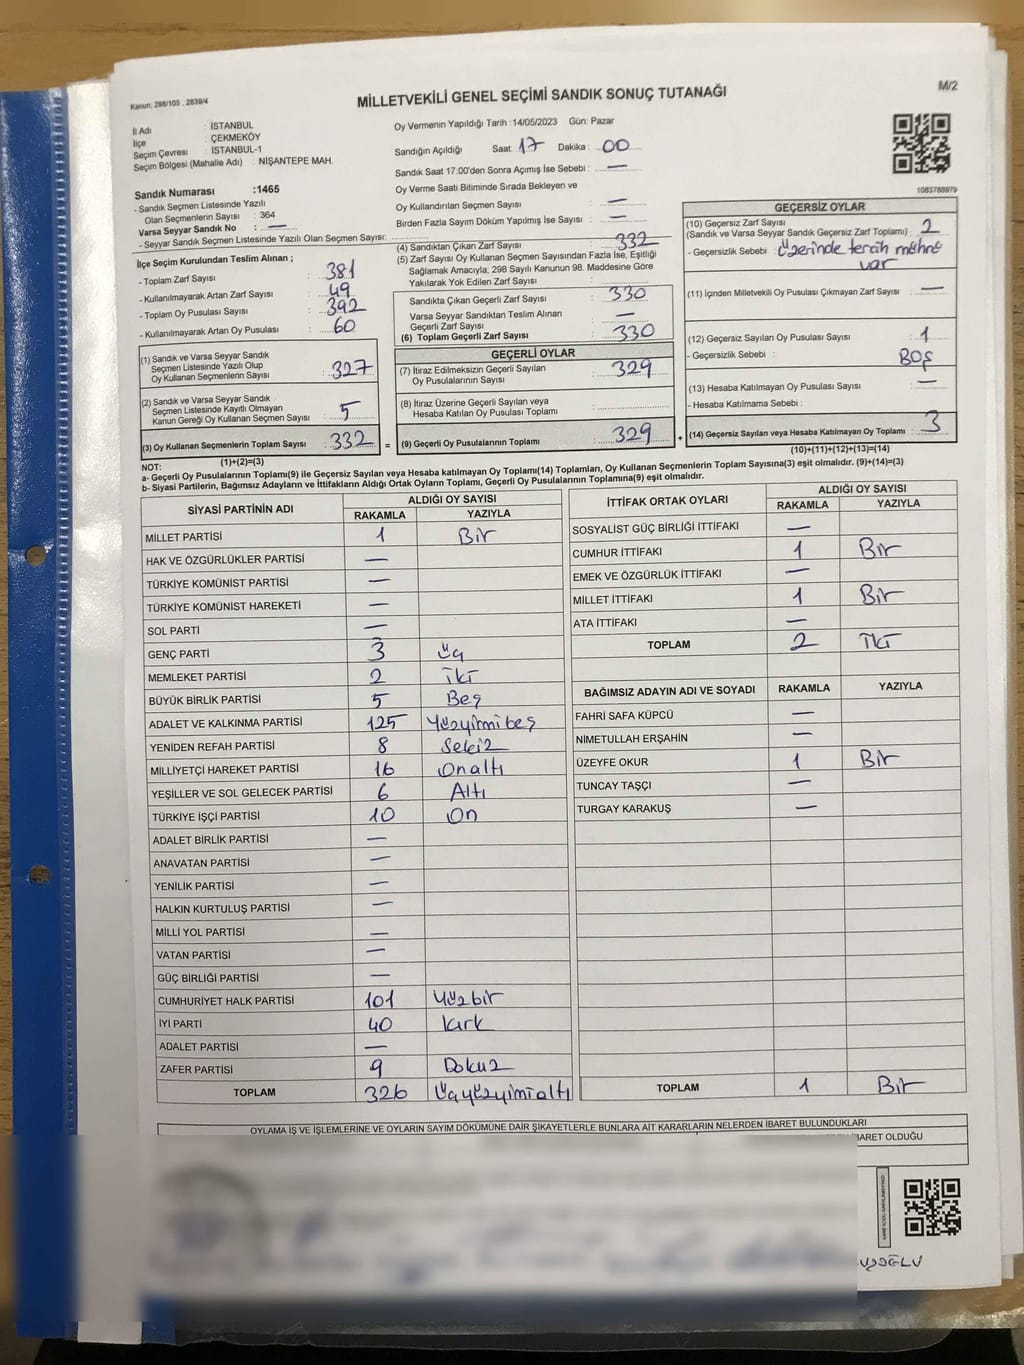 Kanun; 298/105 , 2839/4
MİLLETVEKİLİ GENEL SEÇİMİ SANDIK SONUÇ TUTANAĞI
M/2
İl Adı : İSTANBUL
İlçe : ÇEKMEKÖY
Seçim Çevresi : İSTANBUL-1
Seçim Bölgesi (Mahalle Adı) : NİŞANTEPE MAH.
Sandık Numarası :1465
- Sandık Seçmen Listesinde Yazılı
Olan Seçmenlerin Sayısı : 364
Varsa Seyyar Sandık No : —
- Seyyar Sandık Seçmen Listesinde Yazılı Olan Seçmen Sayısı:
Oy Vermenin Yapıldığı Tarih :14/05/2023 Gün: Pazar
Sandığın Açıldığı Saat: 17 Dakika : 00
Sandık Saat 17:00'den Sonra Açımış İse Sebebi : —
Oy Verme Saati Bitiminde Sırada Bekleyen ve
Oy Kullandırılan Seçmen Sayısı : —
Birden Fazla Sayım Döküm Yapılmış İse Sayısı : —
1083788979
İlçe Seçim Kurulundan Teslim Alınan ;
- Toplam Zarf Sayısı : 381
- Kullanılmayarak Artan Zarf Sayısı : 49
- Toplam Oy Pusulası Sayısı : 392
- Kullanılmayarak Artan Oy Pusulası : 60
(1) Sandık ve Varsa Seyyar Sandık
Seçmen Listesinde Yazılı Olup
Oy Kullanan Seçmenlerin Sayısı : 327
(2) Sandık ve Varsa Seyyar Sandık
Seçmen Listesinde Kayıtlı Olmayan
Kanun Gereği Oy Kullanan Seçmen Sayısı : 5
(3) Oy Kullanan Seçmenlerin Toplam Sayısı : 332
(1)+(2)=(3)
(4) Sandıktan Çıkan Zarf Sayısı : 332
(5) Zarf Sayısı Oy Kullanan Seçmen Sayısından Fazla İse, Eşitliği
Sağlamak Amacıyla; 298 Sayılı Kanunun 98. Maddesine Göre
Yakılarak Yok Edilen Zarf Sayısı :
Sandıkta Çıkan Geçerli Zarf Sayısı : 330
Varsa Seyyar Sandıktan Teslim Alınan
Geçerli Zarf Sayısı : —
(6) Toplam Geçerli Zarf Sayısı : 330
GEÇERLİ OYLAR
(7) İtiraz Edilmeksizin Geçerli Sayılan
Oy Pusulalarının Sayısı : 329
(8) İtiraz Üzerine Geçerli Sayılan veya
Hesaba Katılan Oy Pusulası Toplamı :
= (9) Geçerli Oy Pusulalarının Toplamı : 329 +
GEÇERSİZ OYLAR
(10) Geçersiz Zarf Sayısı
(Sandık ve Varsa Seyyar Sandık Geçersiz Zarf Toplamı) : 2
- Geçersizlik Sebebi : Üzerinde tercih mührü
var
(11) İçinden Milletvekili Oy Pusulası Çıkmayan Zarf Sayısı : —
(12) Geçersiz Sayılan Oy Pusulası Sayısı : 1
- Geçersizlik Sebebi : Boş
(13) Hesaba Katılmayan Oy Pusulası Sayısı : —
- Hesaba Katılmama Sebebi :
(14) Geçersiz Sayılan veya Hesaba Katılmayan Oy Toplamı : 3
(10)+(11)+(12)+(13)=(14)
NOT:
a- Geçerli Oy Pusulalarının Toplamı(9) ile Geçersiz Sayılan veya Hesaba katılmayan Oy Toplamı(14) Toplamları, Oy Kullanan Seçmenlerin Toplam Sayısına(3) eşit olmalıdır. (9)+(14)=(3)
b- Siyasi Partilerin, Bağımsız Adayların ve İttifakların Aldığı Ortak Oyların Toplamı, Geçerli Oy Pusulalarının Toplamına(9) eşit olmalıdır.
SİYASİ PARTİNİN ADI ALDIĞI OY SAYISI
RAKAMLA YAZIYLA
MİLLET PARTİSİ 1 Bir
HAK VE ÖZGÜRLÜKLER PARTİSİ —
TÜRKİYE KOMÜNİST PARTİSİ —
TÜRKİYE KOMÜNİST HAREKETİ —
SOL PARTİ —
GENÇ PARTİ 3 Üç
MEMLEKET PARTİSİ 2 İki
BÜYÜK BİRLİK PARTİSİ 5 Beş
ADALET VE KALKINMA PARTİSİ 125 Yüzyirmibeş
YENİDEN REFAH PARTİSİ 8 Sekiz
MİLLİYETÇİ HAREKET PARTİSİ 16 Onaltı
YEŞİLLER VE SOL GELECEK PARTİSİ 6 Altı
TÜRKİYE İŞÇİ PARTİSİ 10 On
ADALET BİRLİK PARTİSİ —
ANAVATAN PARTİSİ —
YENİLİK PARTİSİ —
HALKIN KURTULUŞ PARTİSİ —
MİLLİ YOL PARTİSİ —
VATAN PARTİSİ —
GÜÇ BİRLİĞİ PARTİSİ —
CUMHURİYET HALK PARTİSİ 101 Yüzbir
İYİ PARTİ 40 Kırk
ADALET PARTİSİ —
ZAFER PARTİSİ 9 Dokuz
TOPLAM 326 Üçyüzyirmialtı
İTTİFAK ORTAK OYLARI ALDIĞI OY SAYISI
RAKAMLA YAZIYLA
SOSYALİST GÜÇ BİRLİĞİ İTTİFAKI —
CUMHUR İTTİFAKI 1 Bir
EMEK VE ÖZGÜRLÜK İTTİFAKI —
MİLLET İTTİFAKI 1 Bir
ATA İTTİFAKI —
TOPLAM 2 İki
BAĞIMSIZ ADAYIN ADI VE SOYADI RAKAMLA YAZIYLA
FAHRİ SAFA KÜPCÜ —
NİMETULLAH ERŞAHİN —
ÜZEYFE OKUR 1 Bir
TUNCAY TAŞÇI —
TURGAY KARAKUŞ —
TOPLAM 1 Bir
OYLAMA İŞ VE İŞLEMLERİNE VE OYLARIN SAYIM DÖKÜMÜNE DAİR ŞİKAYETLERLE BUNLARA AİT KARARLARIN NELERDEN İBARET BULUNDUKLARI
İBARET OLDUĞU